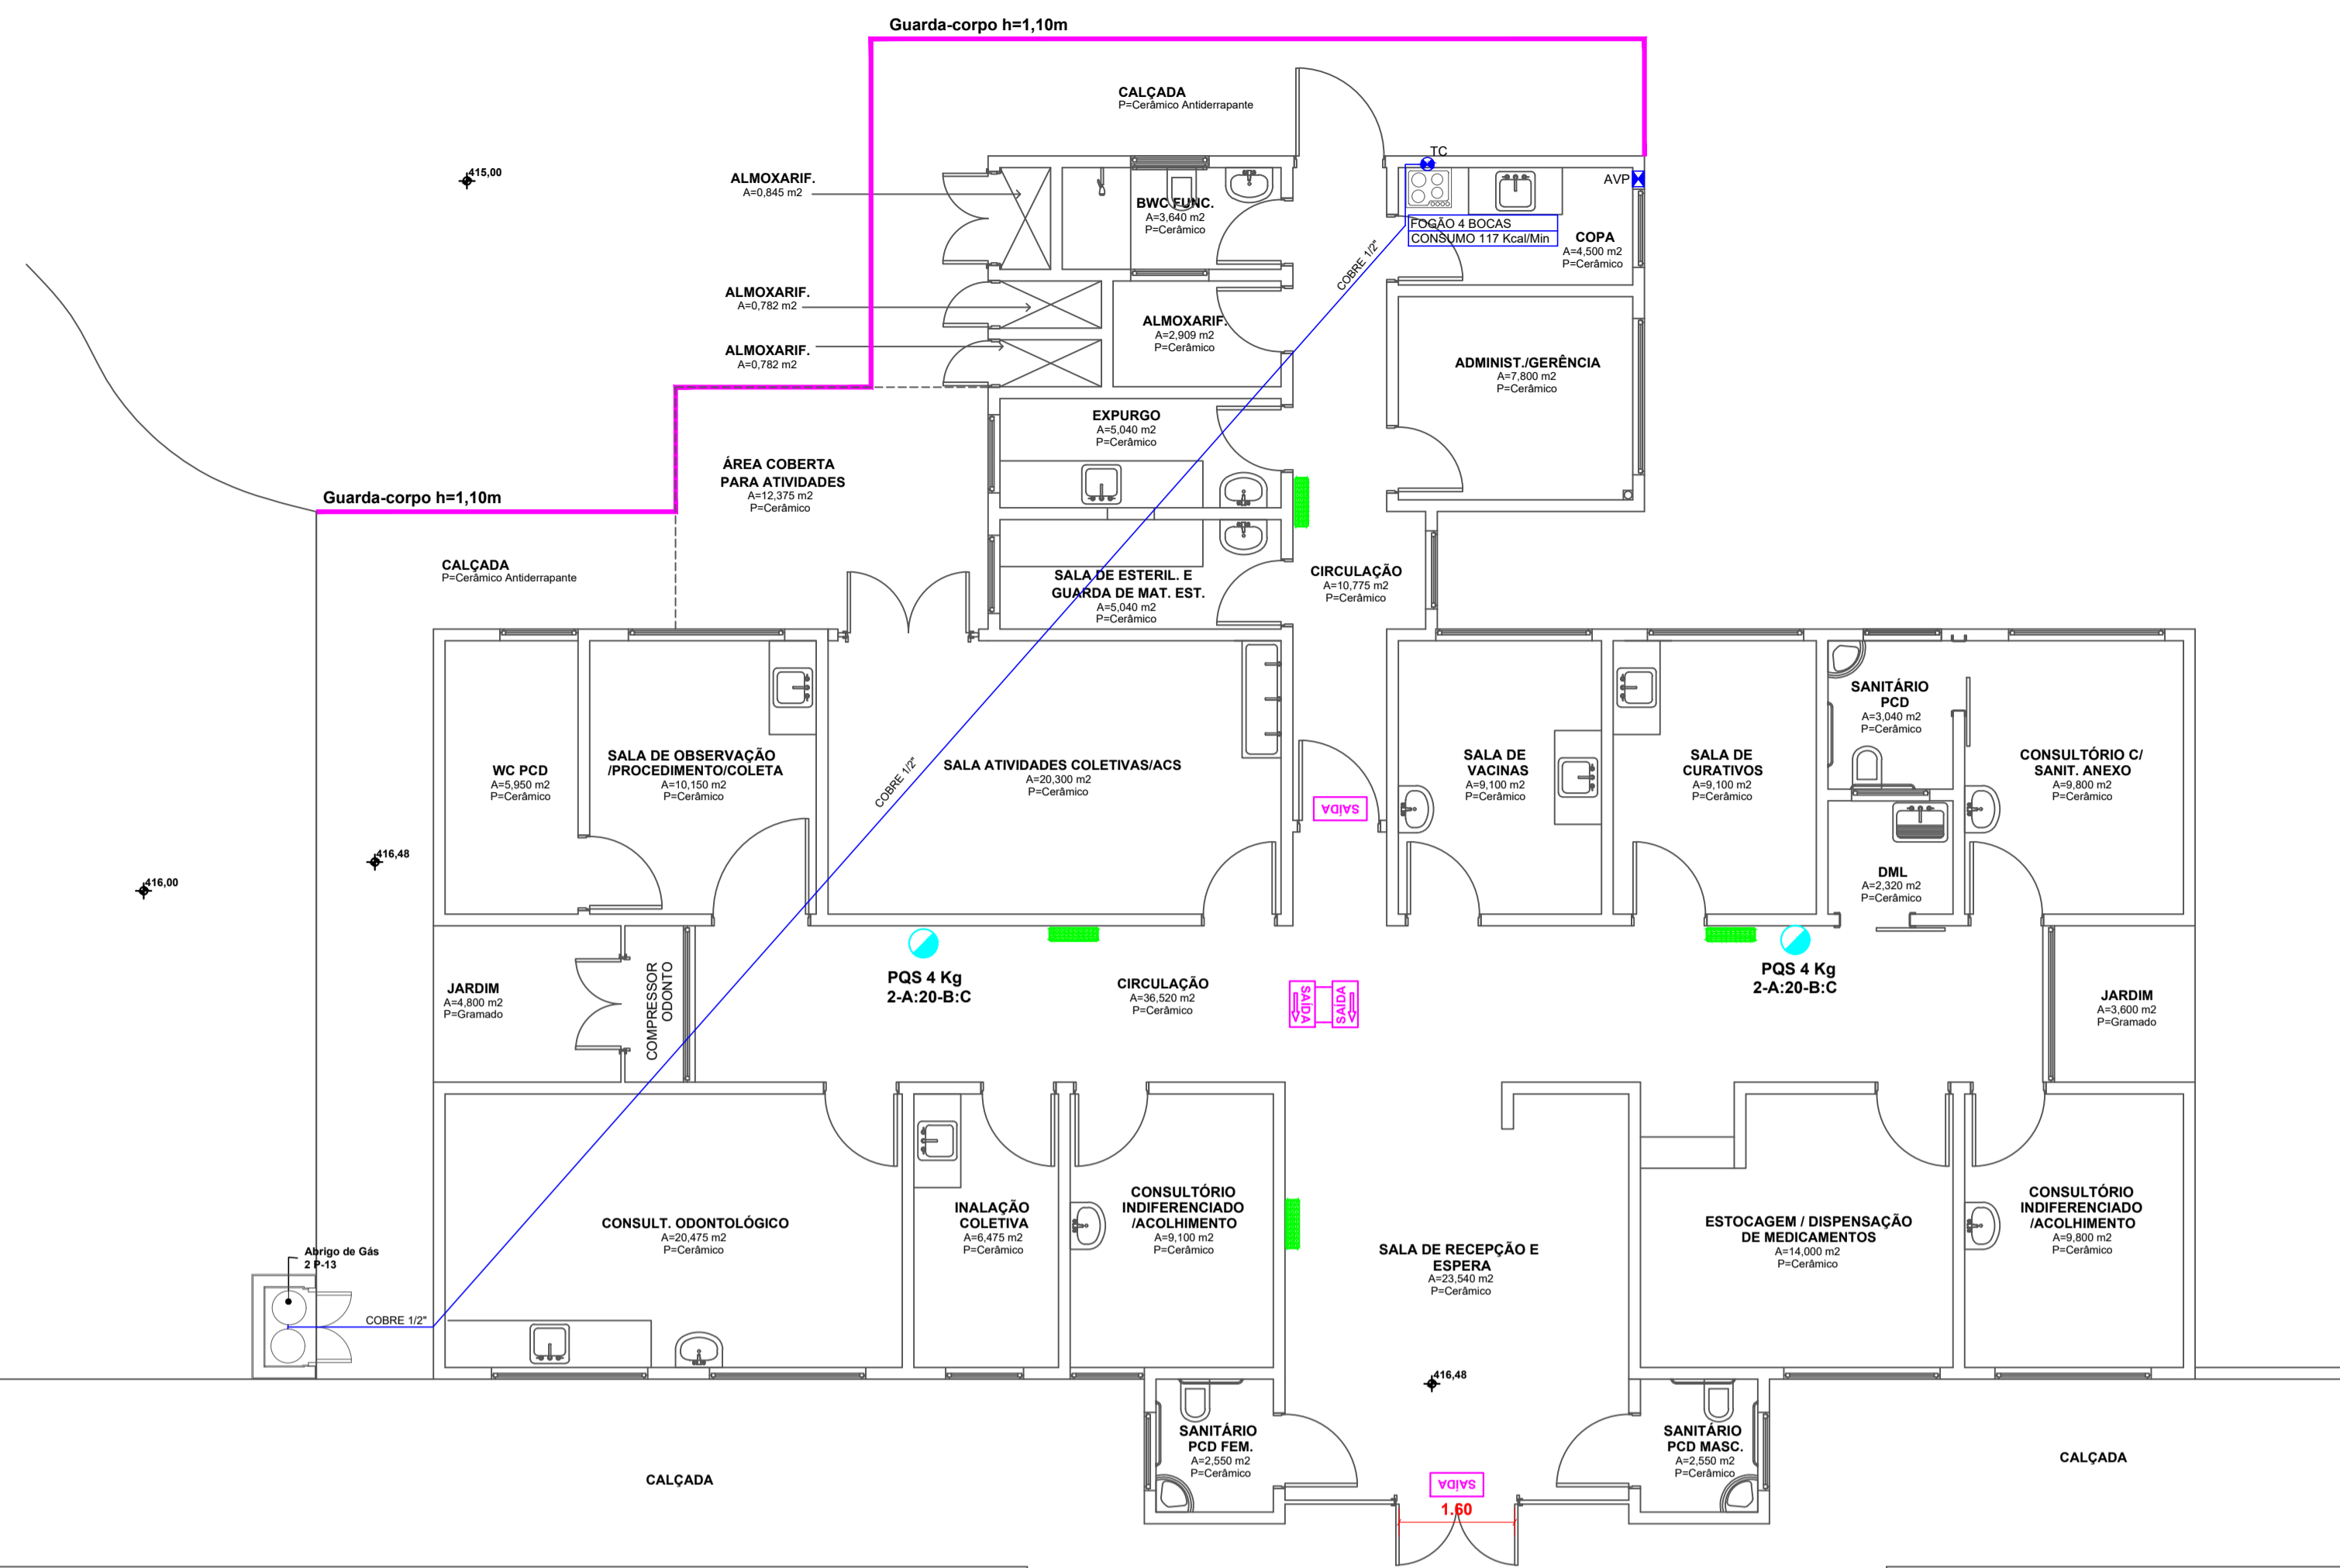 Guarda-corpo h=1,10m
CALÇADA
P=Cerâmico Antiderrapante
415,00
ALMOXARIF.
A=0,845 m2
BWC FUNC.
A=3,640 m2
P=Cerâmico
TC
AVP
FOGÃO 4 BOCAS
CONSUMO 117 Kcal/Min
COPA
A=4,500 m2
P=Cerâmico
COBRE 1/2"
ALMOXARIF.
A=0,782 m2
ALMOXARIF.
A=2,909 m2
P=Cerâmico
ALMOXARIF.
A=0,782 m2
ADMINIST./GERÊNCIA
A=7,800 m2
P=Cerâmico
EXPURGO
A=5,040 m2
P=Cerâmico
ÁREA COBERTA
PARA ATIVIDADES
A=12,375 m2
P=Cerâmico
Guarda-corpo h=1,10m
CALÇADA
P=Cerâmico Antiderrapante
SALA DE ESTERIL. E
GUARDA DE MAT. EST.
A=5,040 m2
P=Cerâmico
CIRCULAÇÃO
A=10,775 m2
P=Cerâmico
WC PCD
A=5,950 m2
P=Cerâmico
SALA DE OBSERVAÇÃO
/PROCEDIMENTO/COLETA
A=10,150 m2
P=Cerâmico
COBRE 1/2"
SALA ATIVIDADES COLETIVAS/ACS
A=20,300 m2
P=Cerâmico
SAÍDA
SALA DE
VACINAS
A=9,100 m2
P=Cerâmico
SALA DE
CURATIVOS
A=9,100 m2
P=Cerâmico
SANITÁRIO
PCD
A=3,040 m2
P=Cerâmico
CONSULTÓRIO C/
SANIT. ANEXO
A=9,800 m2
P=Cerâmico
DML
A=2,320 m2
P=Cerâmico
416,48
416,00
JARDIM
A=4,800 m2
P=Gramado
COMPRESSOR
ODONTO
PQS 4 Kg
2-A:20-B:C
CIRCULAÇÃO
A=36,520 m2
P=Cerâmico
SAÍDA
SAÍDA
PQS 4 Kg
2-A:20-B:C
JARDIM
A=3,600 m2
P=Gramado
CONSULT. ODONTOLÓGICO
A=20,475 m2
P=Cerâmico
INALAÇÃO
COLETIVA
A=6,475 m2
P=Cerâmico
CONSULTÓRIO
INDIFERENCIADO
/ACOLHIMENTO
A=9,100 m2
P=Cerâmico
SALA DE RECEPÇÃO E
ESPERA
A=23,540 m2
P=Cerâmico
ESTOCAGEM / DISPENSAÇÃO
DE MEDICAMENTOS
A=14,000 m2
P=Cerâmico
CONSULTÓRIO
INDIFERENCIADO
/ACOLHIMENTO
A=9,800 m2
P=Cerâmico
Abrigo de Gás
2 P-13
COBRE 1/2"
416,48
SANITÁRIO
PCD FEM.
A=2,550 m2
P=Cerâmico
SANITÁRIO
PCD MASC.
A=2,550 m2
P=Cerâmico
CALÇADA
CALÇADA
SAÍDA
1.60